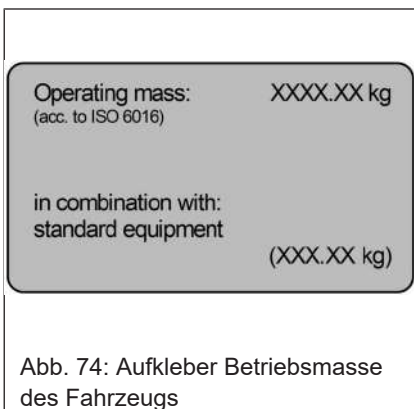 Operating mass: XXXX.XX kg
(acc. to ISO 6016)
in combination with:
standard equipment
(XXX.XX kg)
Abb. 74: Aufkleber Betriebsmasse
des Fahrzeugs